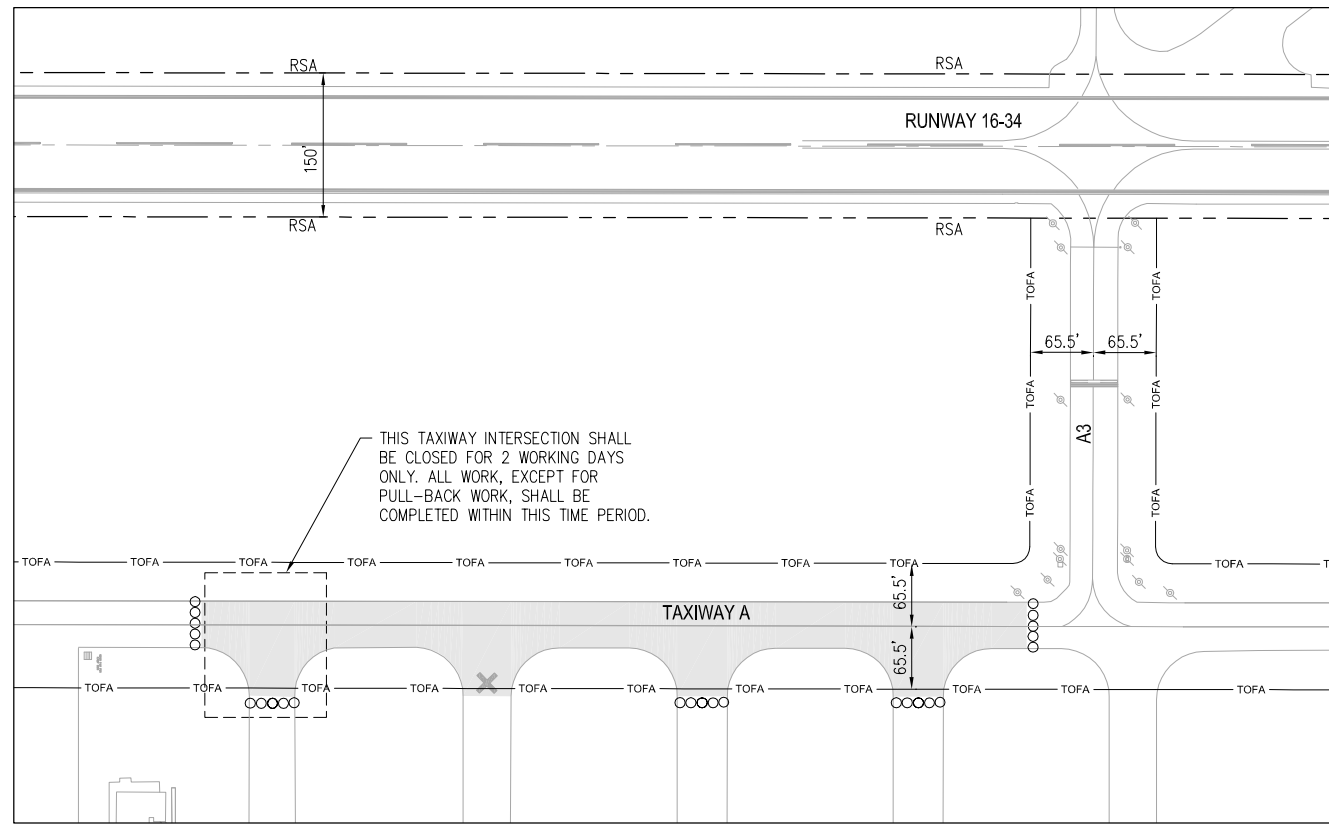 RSA
RSA
RUNWAY 16-34
150'
RSA
RSA
TOFA
TOFA
65.5'
65.5'
TOFA
TOFA
A3
THIS TAXIWAY INTERSECTION SHALL
BE CLOSED FOR 2 WORKING DAYS
ONLY. ALL WORK, EXCEPT FOR
PULL-BACK WORK, SHALL BE
COMPLETED WITHIN THIS TIME PERIOD.
TOFA
TOFA
TOFA TOFA TOFA TOFA TOFA TOFA TOFA TOFA TOFA TOFA T
65.5'
TAXIWAY A
65.5'
TOFA TOFA TOFA TOFA TOFA TOFA TOFA TOFA TOFA TOFA